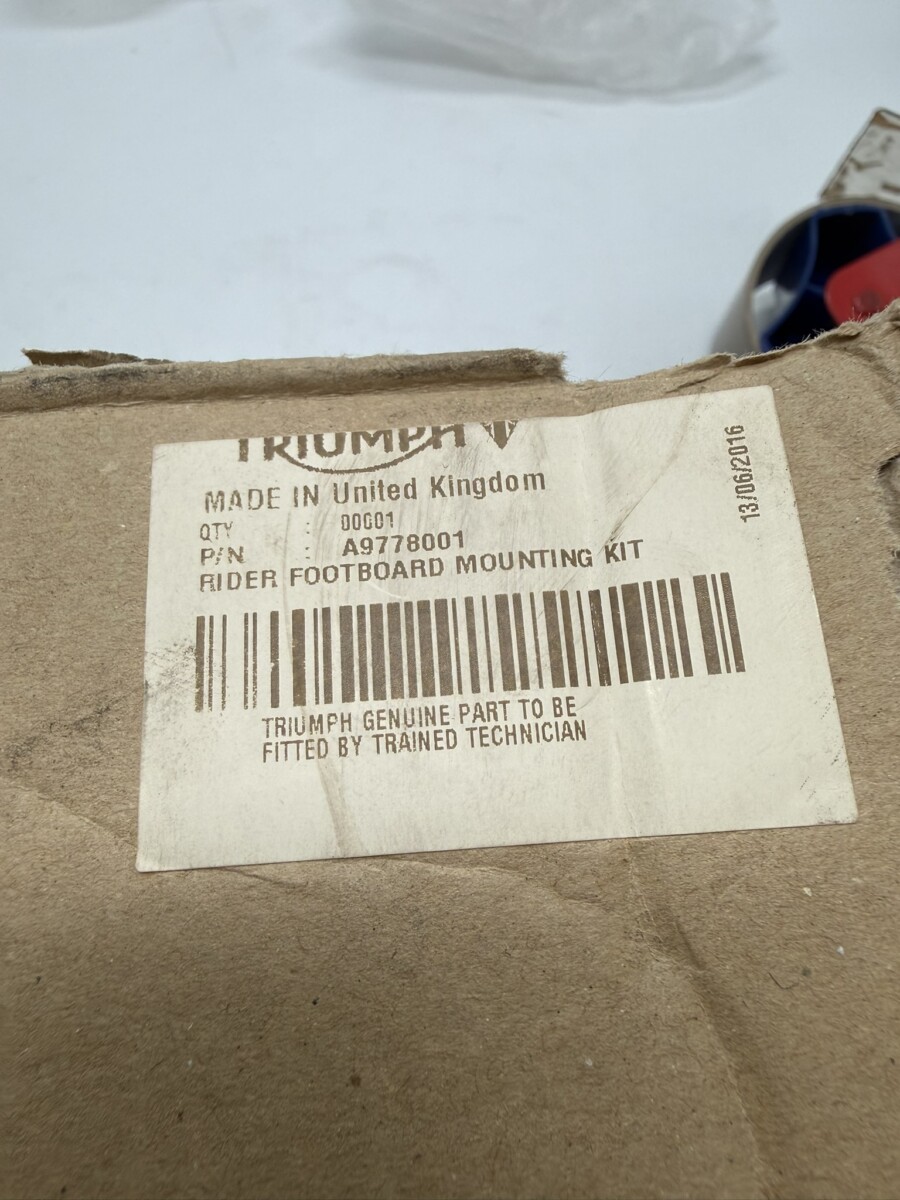 TRIUMPH
MADE IN United Kingdom
QTY : 00001
P/N : A9778001
RIDER FOOTBOARD MOUNTING KIT
TRIUMPH GENUINE PART TO BE
FITTED BY TRAINED TECHNICIAN
13/06/2016